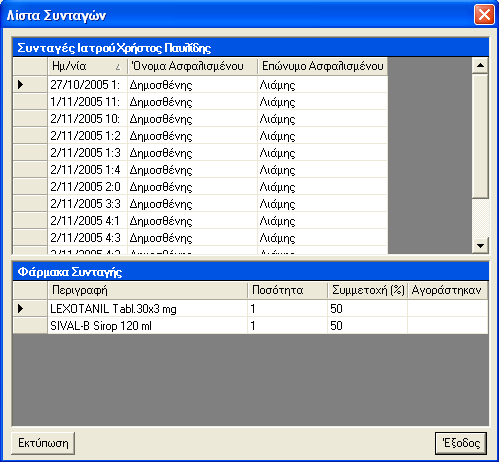 Λίστα Συνταγών
Συνταγές Ιατρού Χρήστος Παυλίδης
Ημ/νία Όνομα Ασφαλισμένου Επώνυμο Ασφαλισμένου
27/10/2005 1: Δημοσθένης Λιάμης
1/11/2005 11: Δημοσθένης Λιάμης
2/11/2005 10: Δημοσθένης Λιάμης
2/11/2005 1:2 Δημοσθένης Λιάμης
2/11/2005 1:3 Δημοσθένης Λιάμης
2/11/2005 1:4 Δημοσθένης Λιάμης
2/11/2005 2:0 Δημοσθένης Λιάμης
2/11/2005 3:3 Δημοσθένης Λιάμης
2/11/2005 4:1 Δημοσθένης Λιάμης
2/11/2005 4:3 Δημοσθένης Λιάμης
Φάρμακα Συνταγής
Περιγραφή Ποσότητα Συμμετοχή (%) Αγοράστηκαν
LEXOTANIL Tabl.30x3 mg 1 50
SIVAL-B Sirop 120 ml 1 50
Εκτύπωση Έξοδος